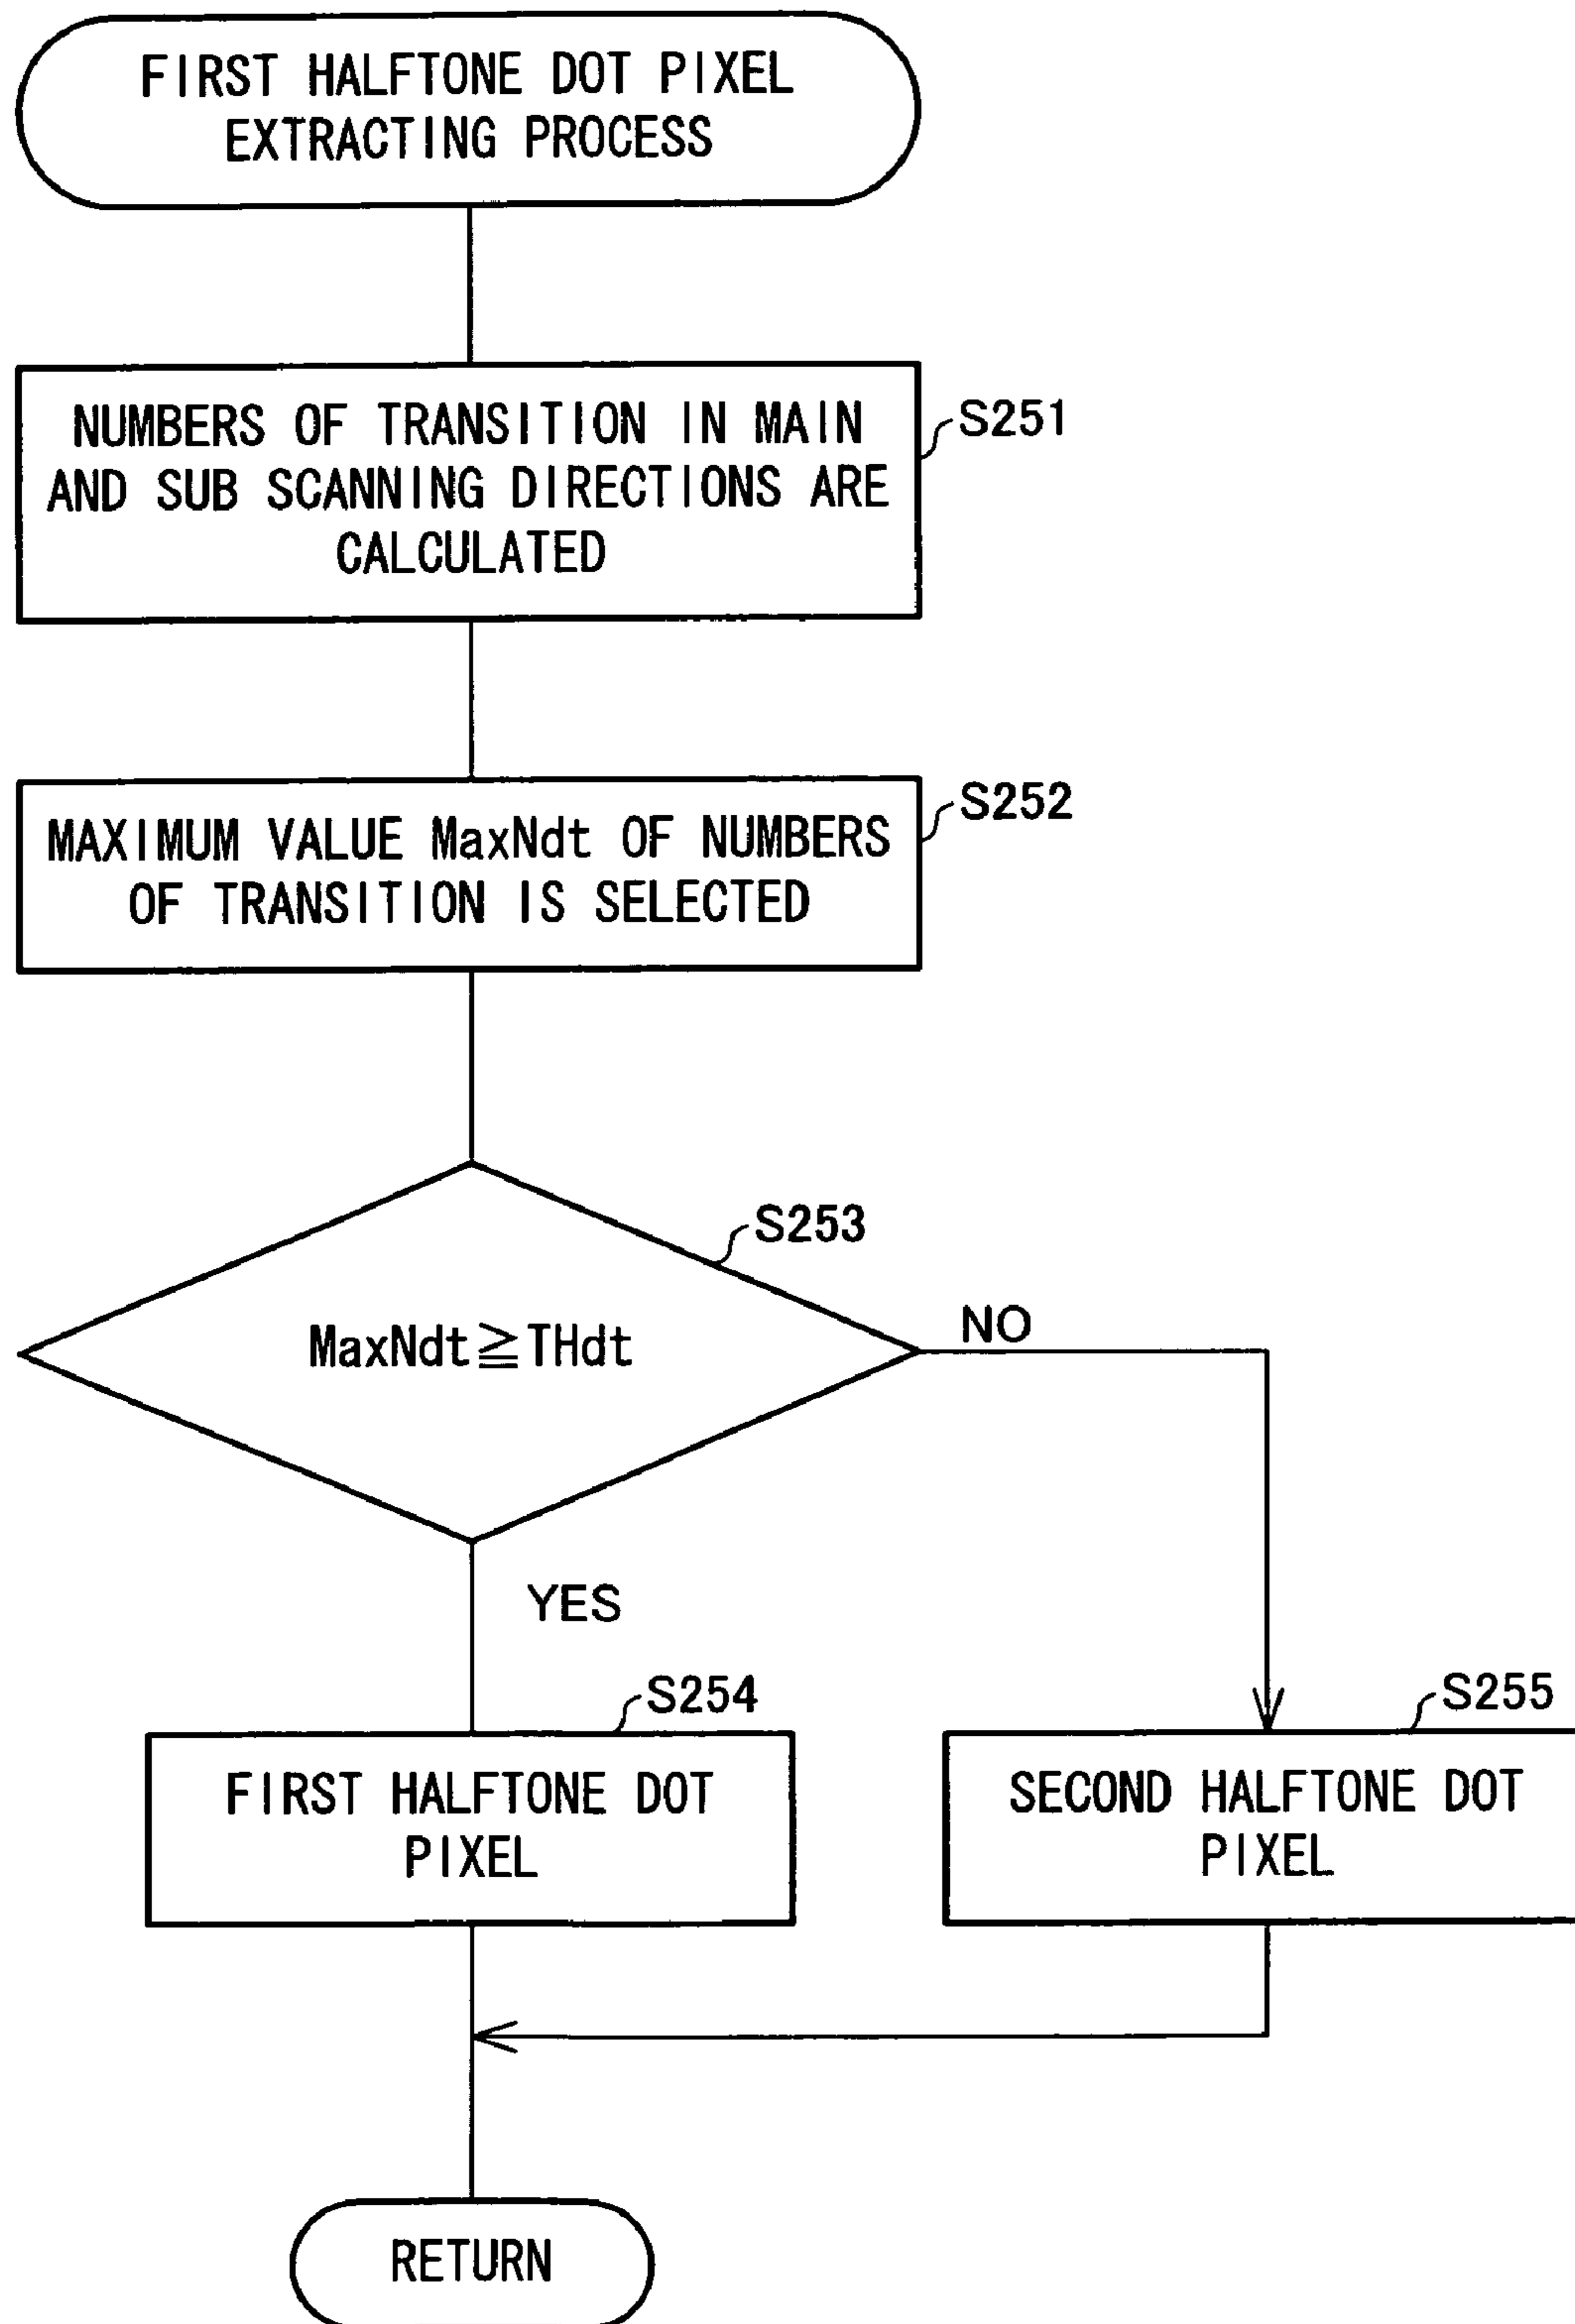 FIRST HALFTONE DOT PIXEL
EXTRACTING PROCESS
NUMBERS OF TRANSITION IN MAIN
AND SUB SCANNING DIRECTIONS ARE
CALCULATED
S251
MAXIMUM VALUE MaxNdt OF NUMBERS
OF TRANSITION IS SELECTED
S252
S253
MaxNdt≧THdt
NO
YES
S254
FIRST HALFTONE DOT
PIXEL
S255
SECOND HALFTONE DOT
PIXEL
RETURN